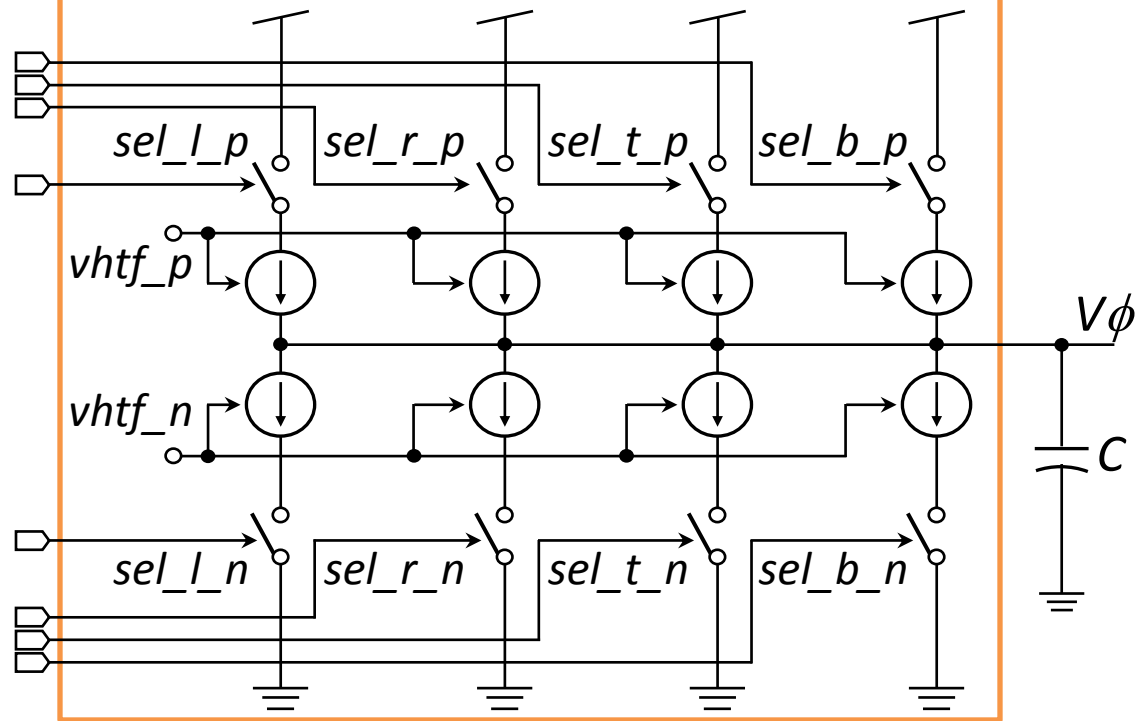 sel_l_p sel_r_p sel_t_p sel_b_p
vhtf_p
Vϕ
vhtf_n
C
sel_l_n sel_r_n sel_t_n sel_b_n